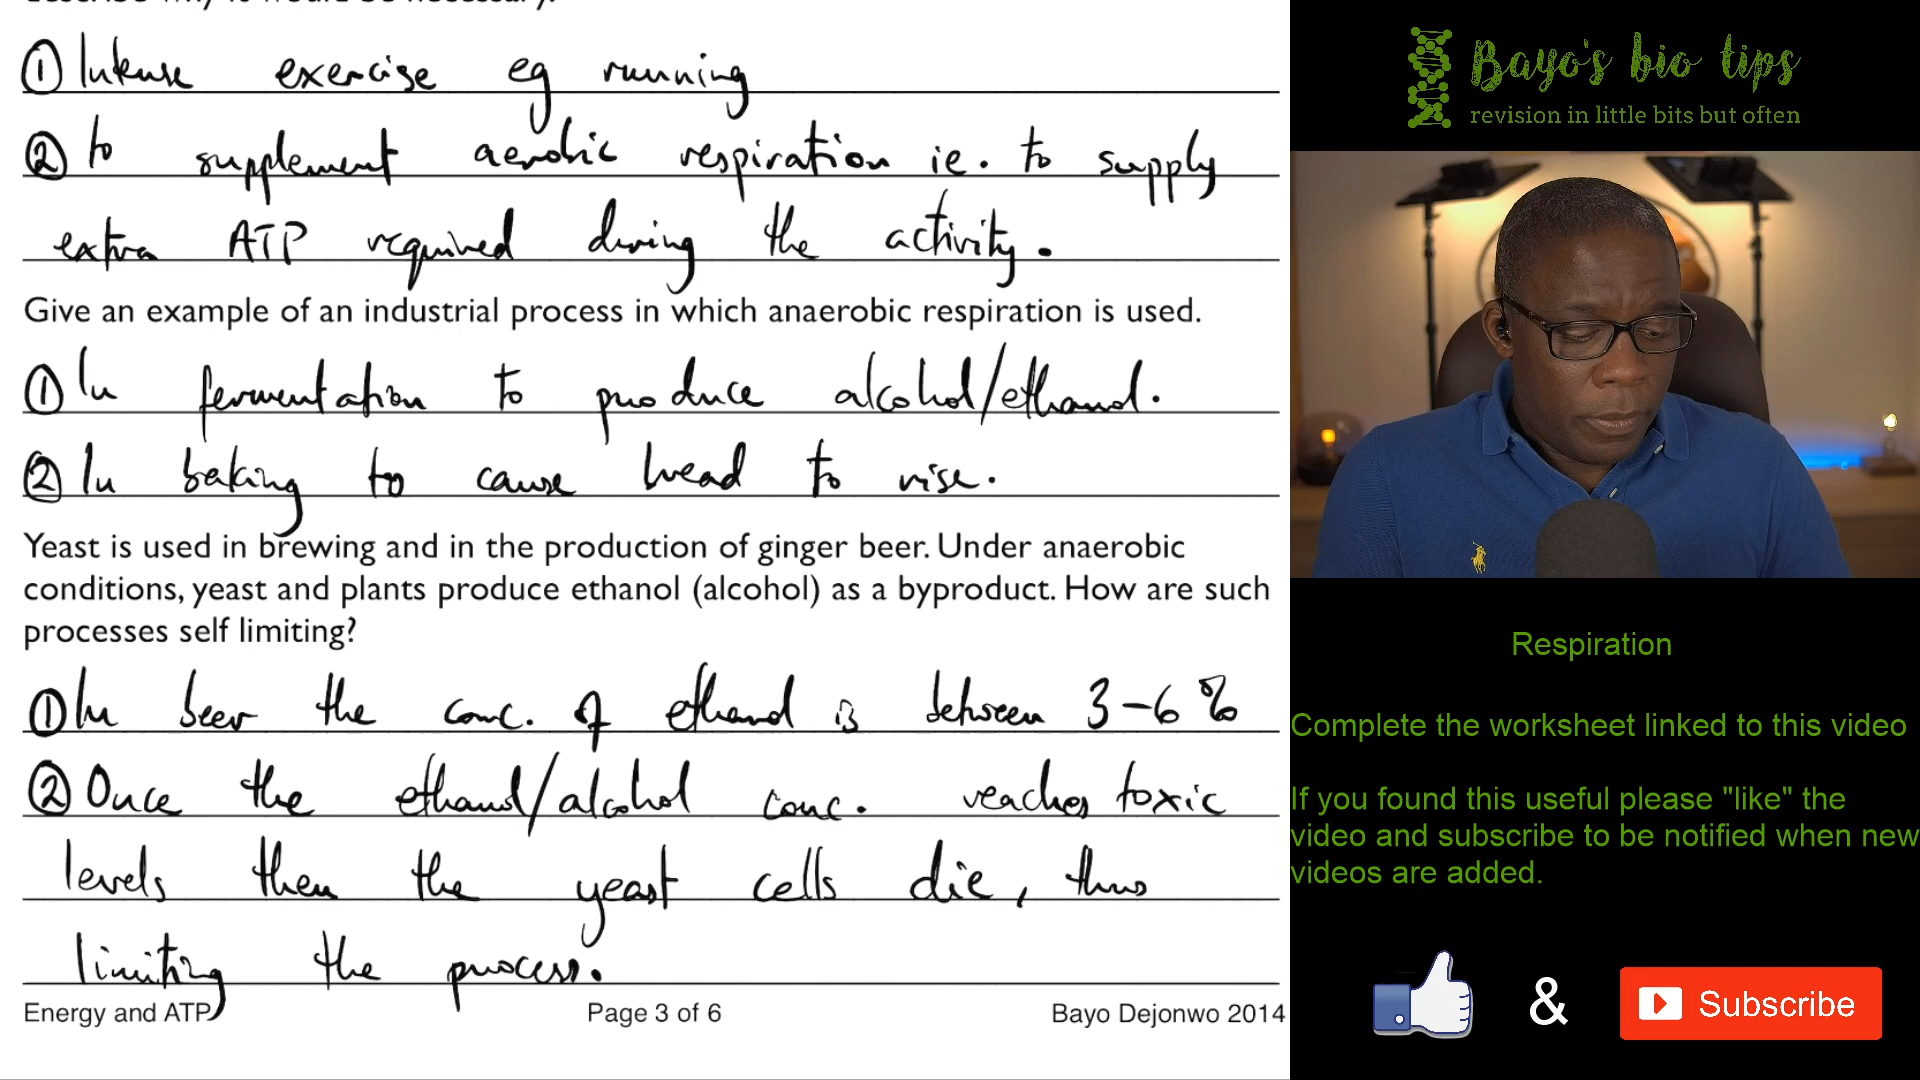 describe why it would be necessary.
① Intense exercise eg running
② to supplement aerobic respiration ie. to supply
extra ATP required during the activity.
Give an example of an industrial process in which anaerobic respiration is used.
① In fermentation to produce alcohol/ethanol.
② In baking to cause bread to rise.
Yeast is used in brewing and in the production of ginger beer. Under anaerobic
conditions, yeast and plants produce ethanol (alcohol) as a byproduct. How are such
processes self limiting?
① In beer the conc. of ethanol is between 3-6%
② Once the ethanol/alcohol conc. reaches toxic
levels then the yeast cells die, thus
limiting the process.
Energy and ATP
Page 3 of 6
Bayo Dejonwo 2014
Bayo's bio tips
revision in little bits but often
Respiration
Complete the worksheet linked to this video
If you found this useful please "like" the
video and subscribe to be notified when new
videos are added.
&
Subscribe